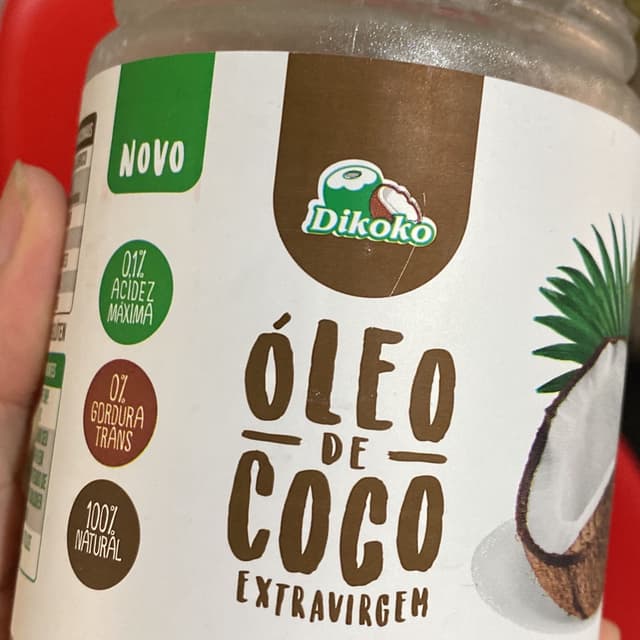 NOVO
Dikoko
0,1%
ACIDEZ
MÁXIMA
0%
GORDURA
TRANS
100%
NATURAL
ÓLEO
DE
COCO
EXTRAVIRGEM